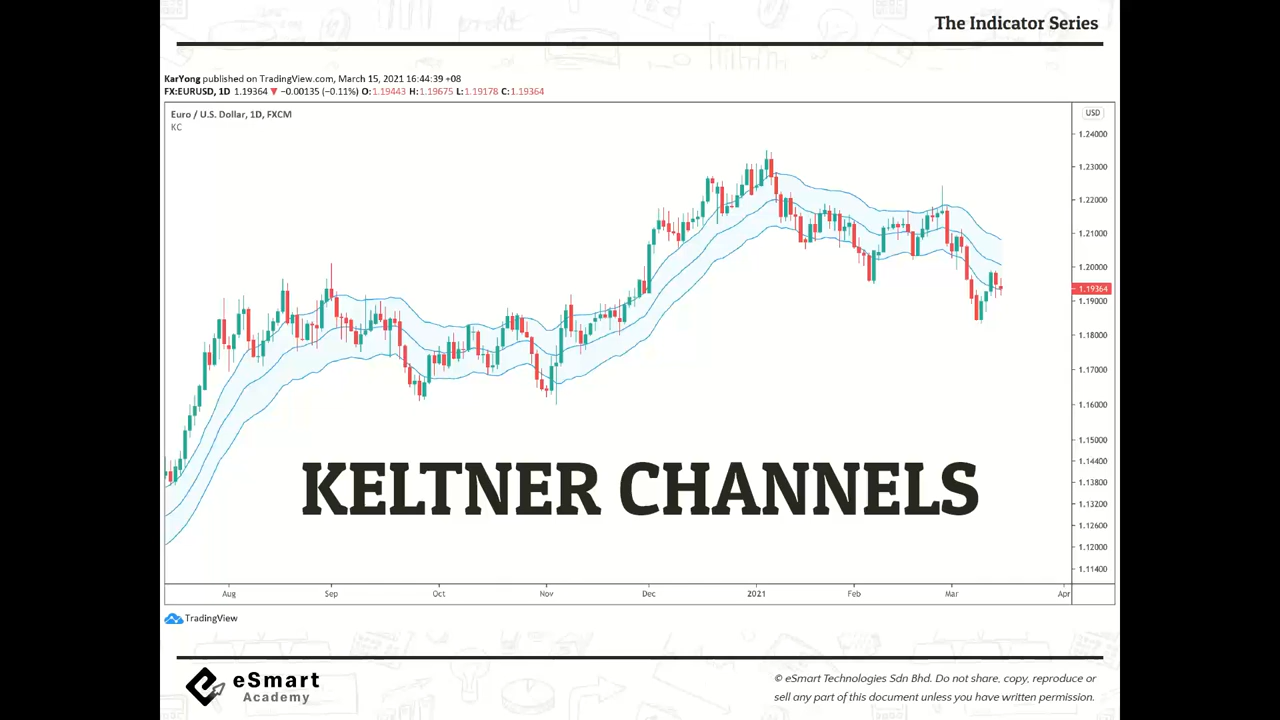 The Indicator Series
KarYong published on TradingView.com, March 15, 2021 16:44:39 +08
FX:EURUSD, 1D 1.19364 ▼ −0.00135 (−0.11%) O:1.19443 H:1.19675 L:1.19178 C:1.19364
Euro / U.S. Dollar, 1D, FXCM
KC
USD
1.24000
1.23000
1.22000
1.21000
1.20000
1.19364
1.19000
1.18000
1.17000
1.16000
1.15000
1.14400
1.13800
1.13200
1.12600
1.12000
1.11400
KELTNER CHANNELS
Aug Sep Oct Nov Dec 2021 Feb Mar Apr
TradingView
eSmart
Academy
© eSmart Technologies Sdn Bhd. Do not share, copy, reproduce or
sell any part of this document unless you have written permission.